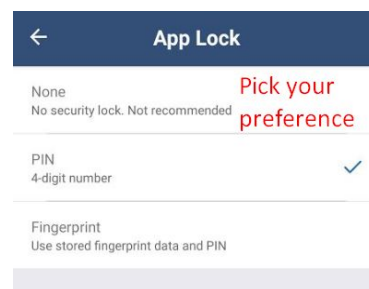 App Lock
None
No security lock. Not recommended
Pick your
preference
PIN
4-digit number
Fingerprint
Use stored fingerprint data and PIN